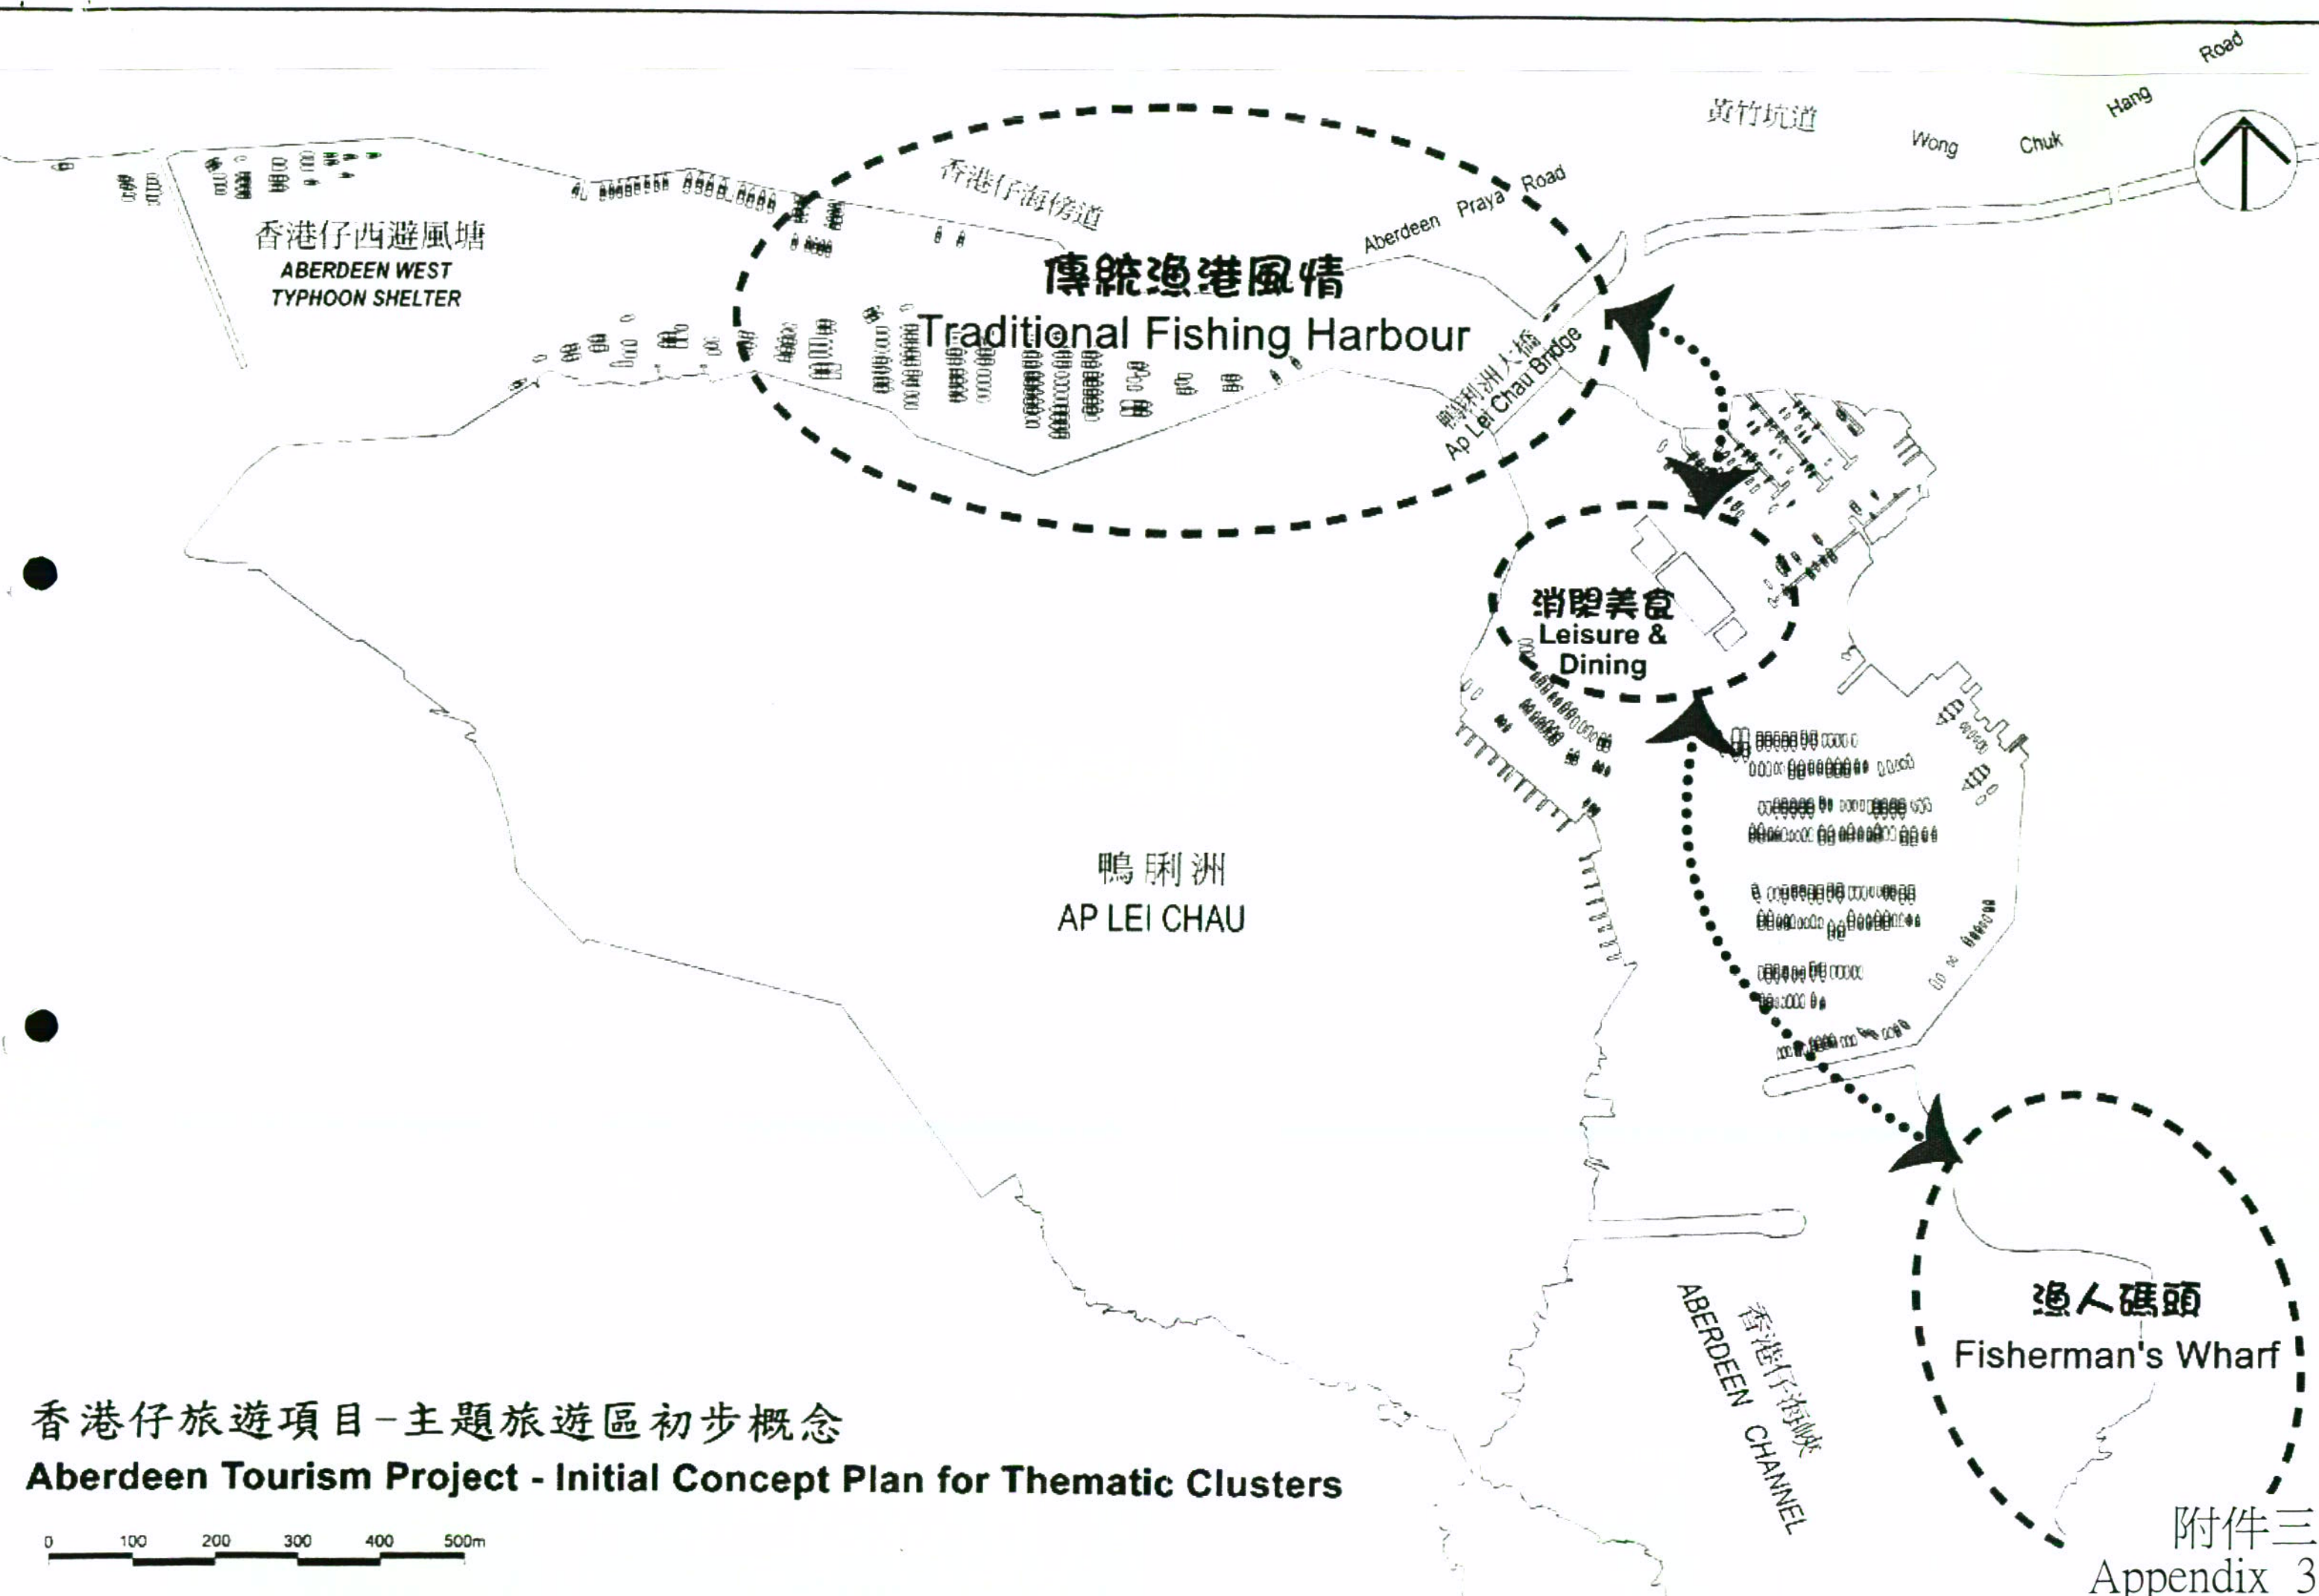 Road
Hang
Chuk
Wong
黃竹坑道
香港仔海傍道
Aberdeen Praya Road
香港仔西避風塘
ABERDEEN WEST
TYPHOON SHELTER
傳統漁港風情
Traditional Fishing Harbour
鴨脷洲大橋
Ap Lei Chau Bridge
消閒美食
Leisure &
Dining
鴨脷洲
AP LEI CHAU
漁人碼頭
Fisherman's Wharf
香港仔海峽
ABERDEEN CHANNEL
香港仔旅遊項目-主題旅遊區初步概念
Aberdeen Tourism Project - Initial Concept Plan for Thematic Clusters
0 100 200 300 400 500m
附件三
Appendix 3